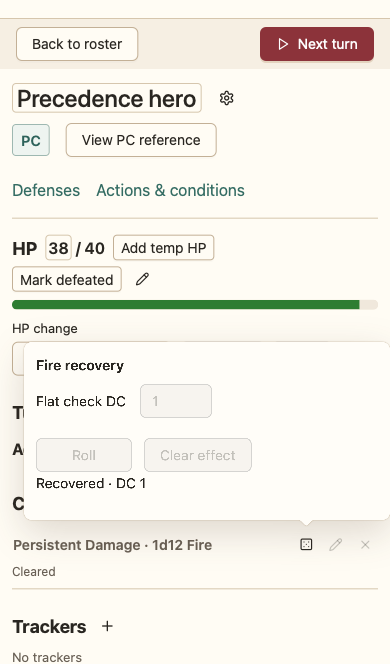 Back to roster
Next turn
Precedence hero
PC
View PC reference
Defenses
Actions & conditions
HP 38 / 40
Add temp HP
Mark defeated
HP change
Fire recovery
Flat check DC
1
Roll
Clear effect
Recovered · DC 1
Persistent Damage · 1d12 Fire
Cleared
Trackers
No trackers